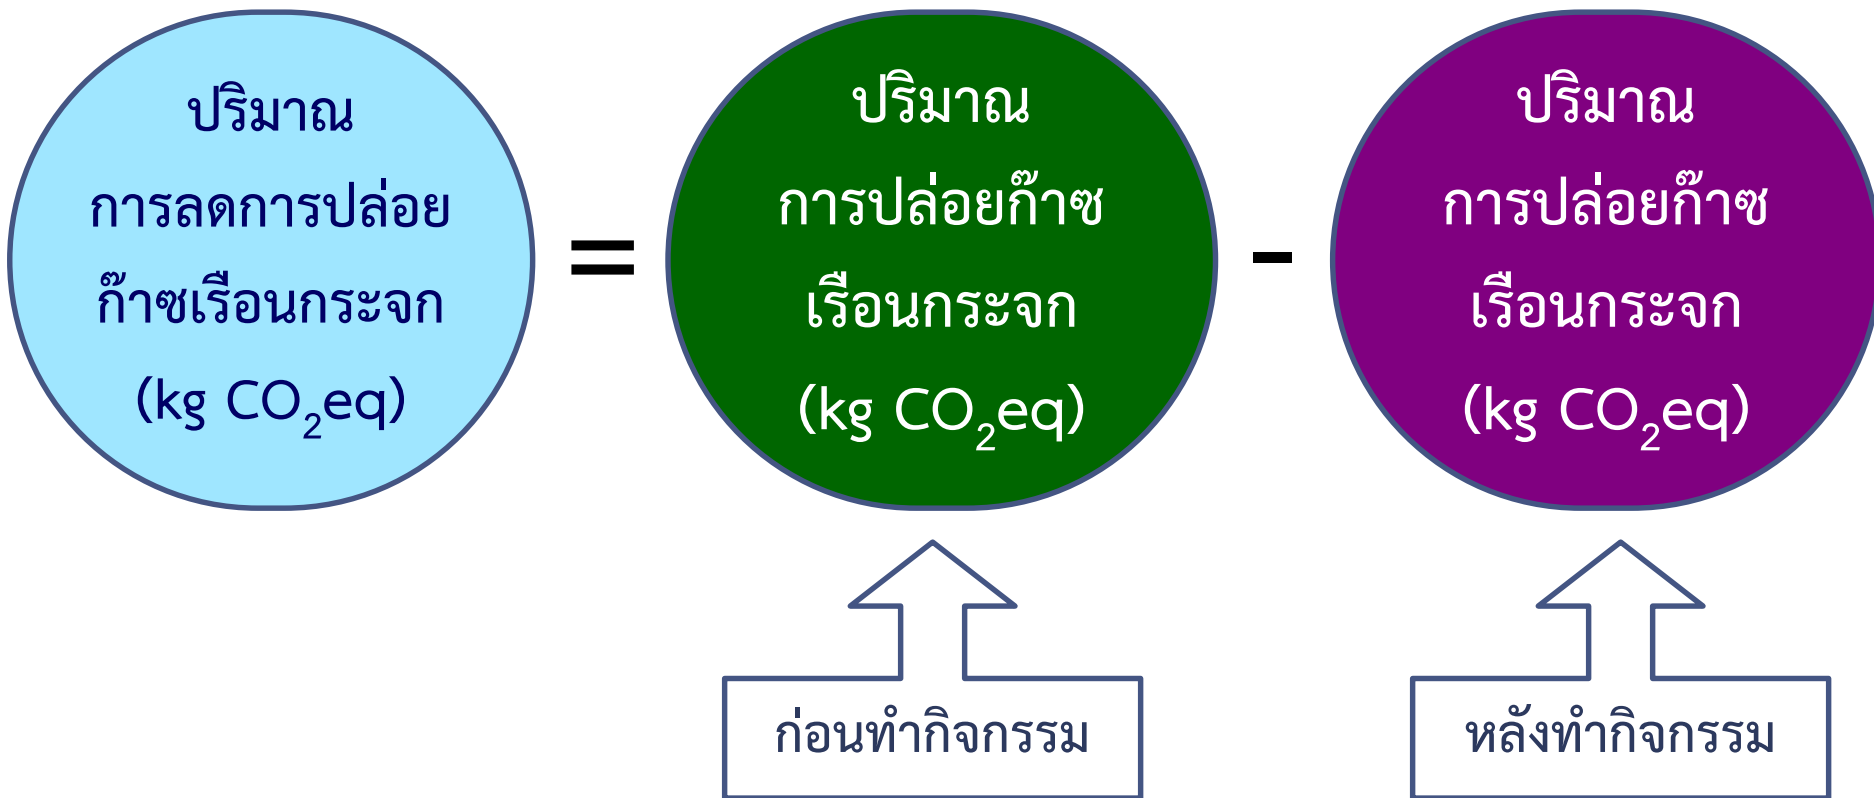 ปริมาณ
การลดการปล่อย
ก๊าซเรือนกระจก
(kg CO₂eq)
=
ปริมาณ
การปล่อยก๊าซ
เรือนกระจก
(kg CO₂eq)
-
ปริมาณ
การปล่อยก๊าซ
เรือนกระจก
(kg CO₂eq)
ก่อนทำกิจกรรม
หลังทำกิจกรรม